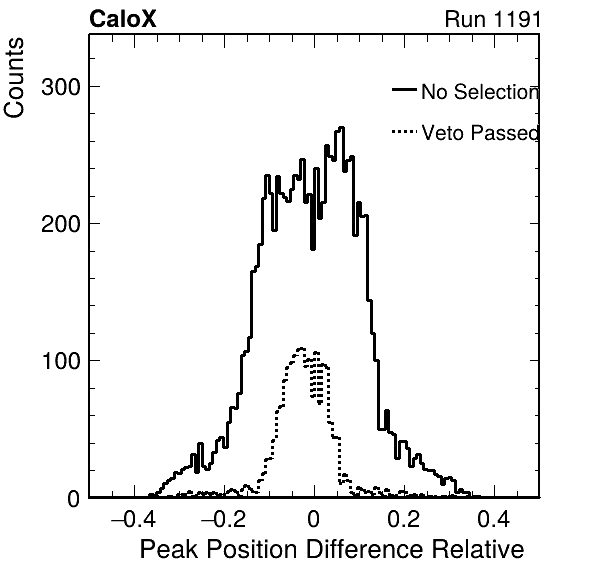 CaloX
Run 1191
Counts
300
200
100
0
No Selection
Veto Passed
−0.4 −0.2 0 0.2 0.4
Peak Position Difference Relative